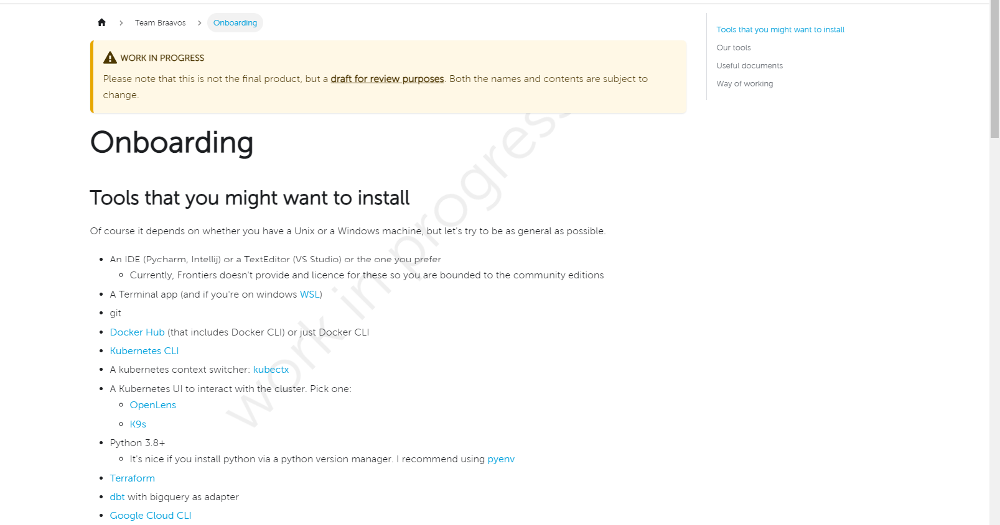 Team Braavos
Onboarding
WORK IN PROGRESS
Please note that this is not the final product, but a draft for review purposes. Both the names and contents are subject to
change.
Onboarding
Tools that you might want to install
Of course it depends on whether you have a Unix or a Windows machine, but let's try to be as general as possible.
An IDE (Pycharm, Intellij) or a TextEditor (VS Studio) or the one you prefer
Currently, Frontiers doesn't provide and licence for these so you are bounded to the community editions
A Terminal app (and if you're on windows WSL)
git
Docker Hub (that includes Docker CLI) or just Docker CLI
Kubernetes CLI
A kubernetes context switcher: kubectx
A Kubernetes UI to interact with the cluster. Pick one:
OpenLens
K9s
Python 3.8+
It's nice if you install python via a python version manager. I recommend using pyenv
Terraform
dbt with bigquery as adapter
Google Cloud CLI
work in progress
Tools that you might want to install
Our tools
Useful documents
Way of working